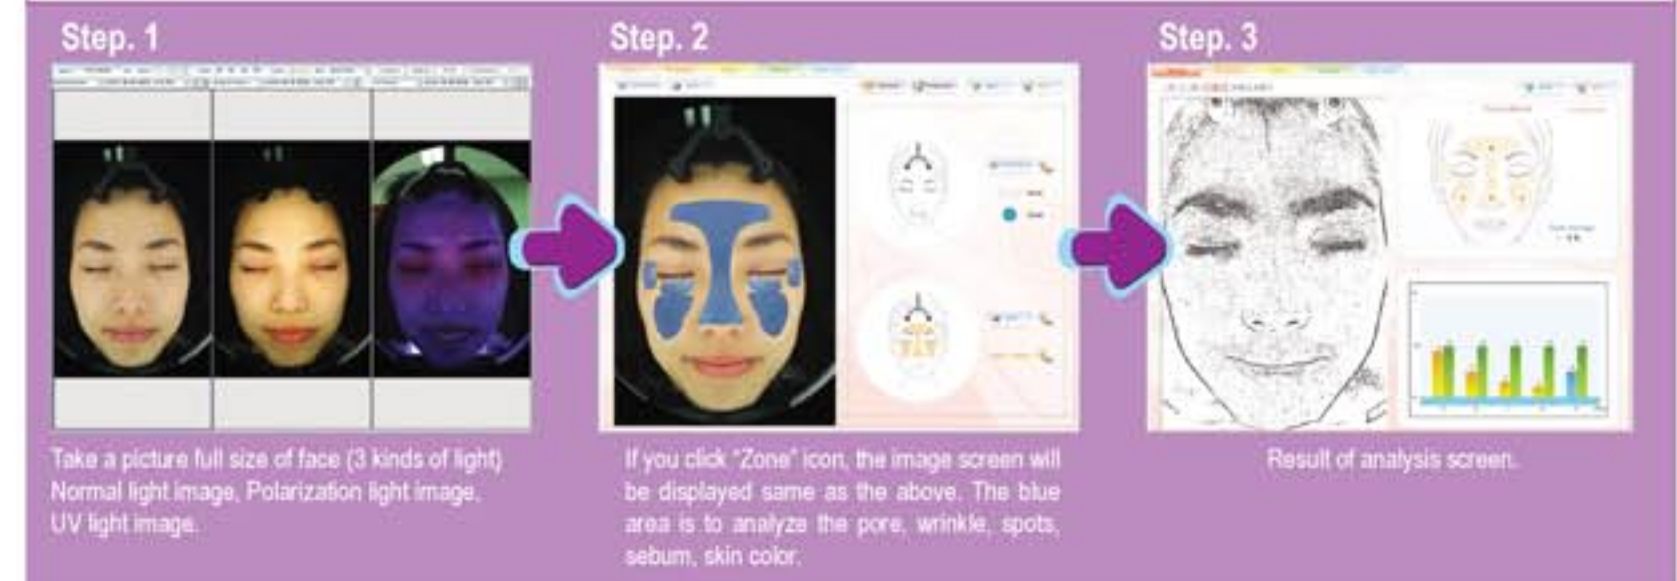 Step. 1
Step. 2
Step. 3
Take a picture full size of face (3 kinds of light)
Normal light image, Polarization light image,
UV light image.
If you click "Zone" icon, the image screen will
be displayed same as the above. The blue
area is to analyze the pore, wrinkle, spots,
sebum, skin color.
Result of analysis screen.